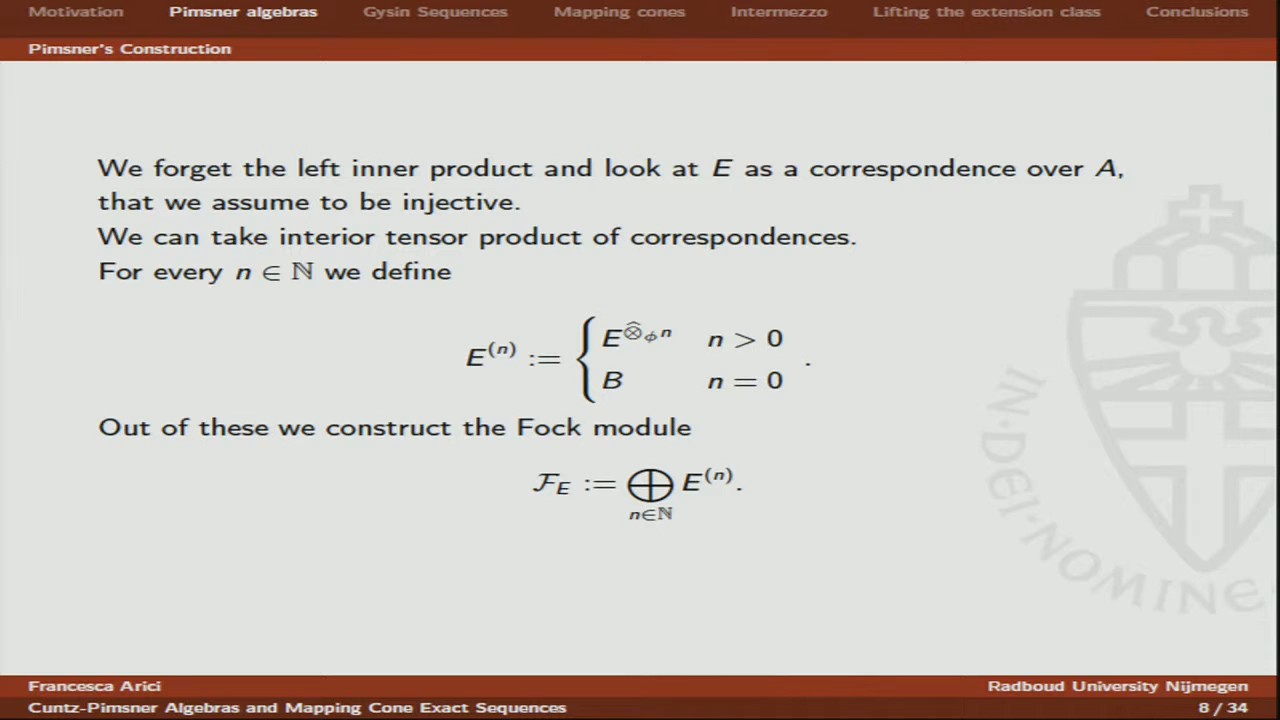 Motivation Pimsner algebras Gysin Sequences Mapping cones Intermezzo Lifting the extension class Conclusions
Pimsner's Construction
We forget the left inner product and look at E as a correspondence over A,
that we assume to be injective.
We can take interior tensor product of correspondences.
For every n ∈ ℕ we define
E^{(n)} := { E^{\widehat{⊗}_ϕ n} n > 0
B n = 0 .
Out of these we construct the Fock module
ℱ_E := ⨁_{n∈ℕ} E^{(n)}.
IN·DEI·NOMINE
Francesca Arici Radboud University Nijmegen
Cuntz-Pimsner Algebras and Mapping Cone Exact Sequences 8 / 34